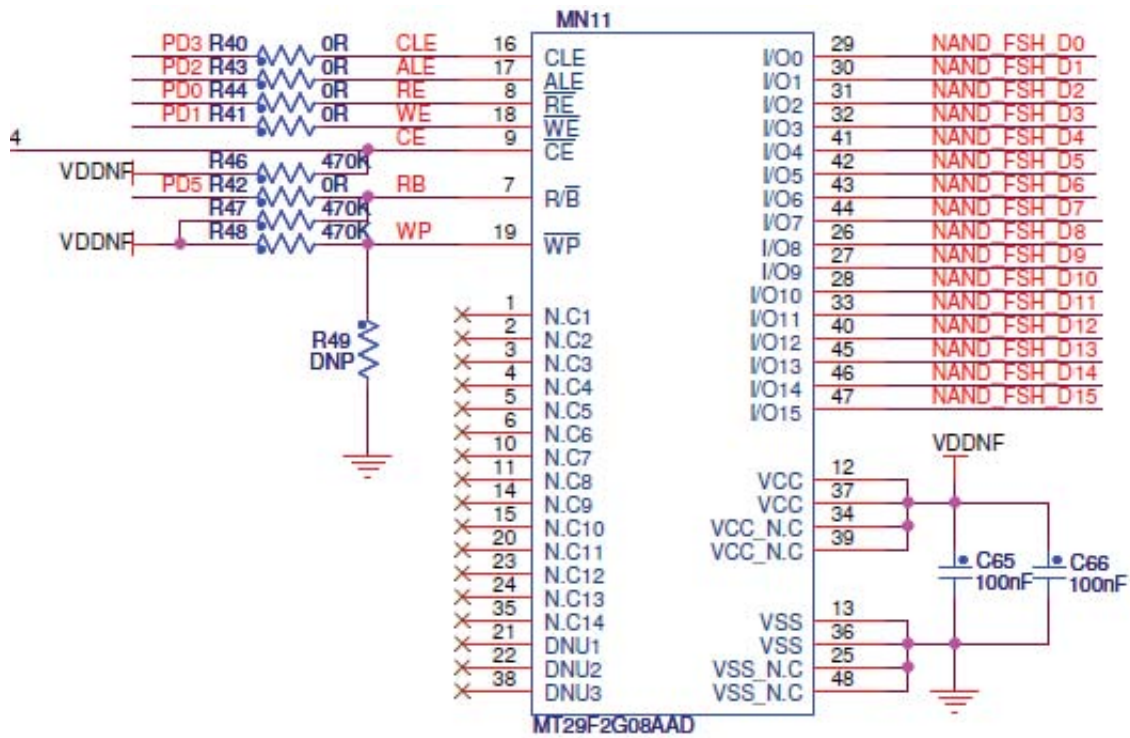 MN11
PD3 R40 0R CLE 16 CLE I/O0 29 NAND_FSH_D0
PD2 R43 0R ALE 17 ALE I/O1 30 NAND_FSH_D1
PD0 R44 0R RE 8 RE I/O2 31 NAND_FSH_D2
PD1 R41 0R WE 18 WE I/O3 32 NAND_FSH_D3
4 CE 9 CE I/O4 41 NAND_FSH_D4
VDDNF R46 470K I/O5 42 NAND_FSH_D5
PD5 R42 0R RB 7 R/B I/O6 43 NAND_FSH_D6
R47 470K I/O7 44 NAND_FSH_D7
VDDNF R48 470K WP 19 WP I/O8 26 NAND_FSH_D8
I/O9 27 NAND_FSH_D9
I/O10 28 NAND_FSH_D10
1 N.C1 I/O11 33 NAND_FSH_D11
2 N.C2 I/O12 40 NAND_FSH_D12
R49 3 N.C3 I/O13 45 NAND_FSH_D13
DNP 4 N.C4 I/O14 46 NAND_FSH_D14
5 N.C5 I/O15 47 NAND_FSH_D15
6 N.C6
10 N.C7 VDDNF
11 N.C8 VCC 12
14 N.C9 VCC 37
15 N.C10 VCC_N.C 34
20 N.C11 VCC_N.C 39
23 N.C12 C65 C66
24 N.C13 100nF 100nF
35 N.C14 VSS 13
21 DNU1 VSS 36
22 DNU2 VSS_N.C 25
38 DNU3 VSS_N.C 48
MT29F2G08AAD